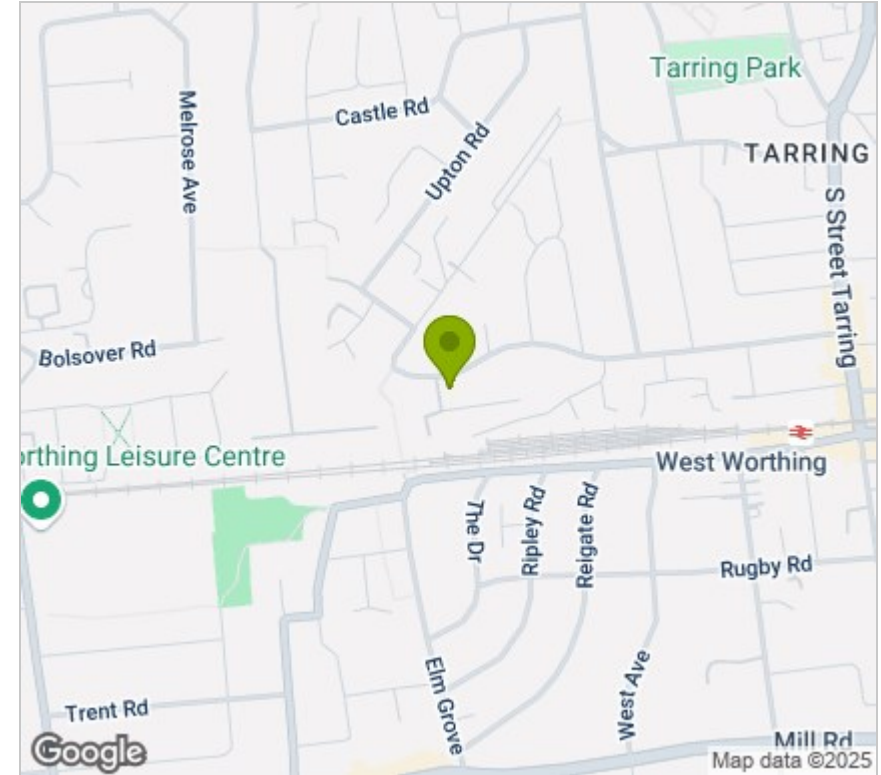 Tarring Park
Castle Rd
Melrose Ave
Upton Rd
TARRING
S Street Tarring
Bolsover Rd
orthing Leisure Centre
West Worthing
The Dr
Ripley Rd
Reigate Rd
Rugby Rd
Elm Grove
West Ave
Trent Rd
Mill Rd
Google
Map data ©2025